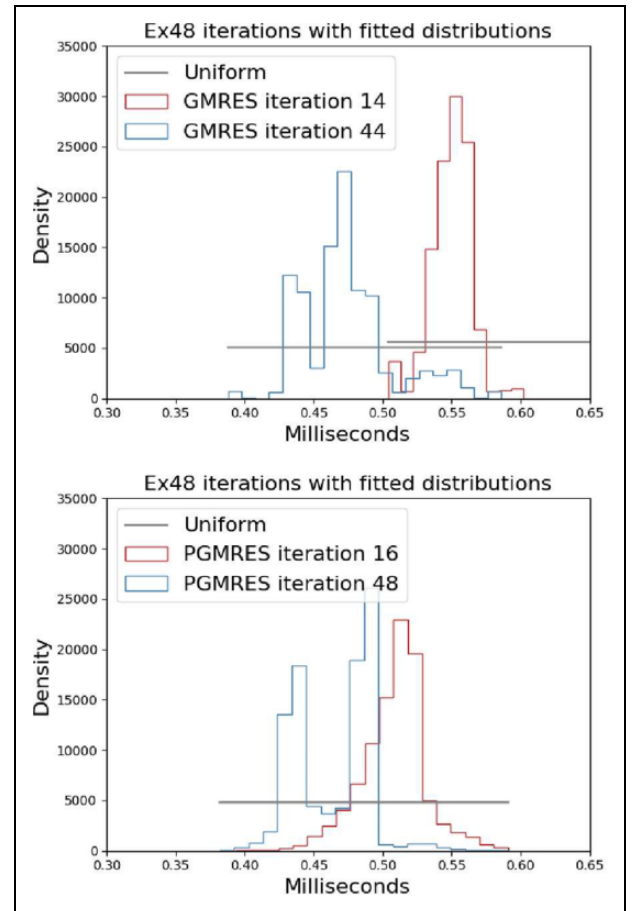 Ex48 iterations with fitted distributions
35000
30000
25000
20000
15000
10000
5000
0
Density
Uniform
GMRES iteration 14
GMRES iteration 44
0.30 0.35 0.40 0.45 0.50 0.55 0.60 0.65
Milliseconds
Ex48 iterations with fitted distributions
35000
30000
25000
20000
15000
10000
5000
0
Density
Uniform
PGMRES iteration 16
PGMRES iteration 48
0.30 0.35 0.40 0.45 0.50 0.55 0.60 0.65
Milliseconds